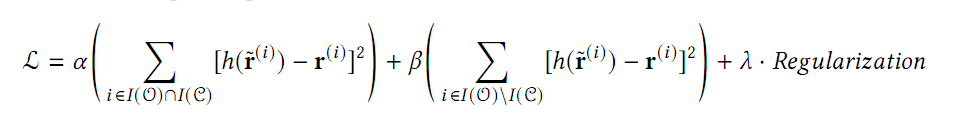 ℒ = α(∑_{i∈I(𝒪)∩I(𝒞)} [h(r̃^{(i)}) − r^{(i)}]²) + β(∑_{i∈I(𝒪)\I(𝒞)} [h(r̃^{(i)}) − r^{(i)}]²) + λ · Regularization